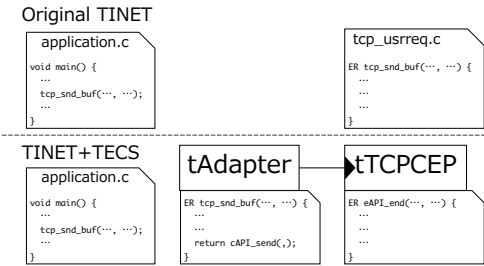 Original TINET
application.c
void main() {
…
tcp_snd_buf(…, …);
…
}
tcp_usrreq.c
ER tcp_snd_buf(…, …) {
…
…
…
}
TINET+TECS
application.c
void main() {
…
tcp_snd_buf(…, …);
…
}
tAdapter
ER tcp_snd_buf(…, …) {
…
…
return cAPI_send(,);
}
tTCPCEP
ER eAPI_end(…, …) {
…
…
…
}